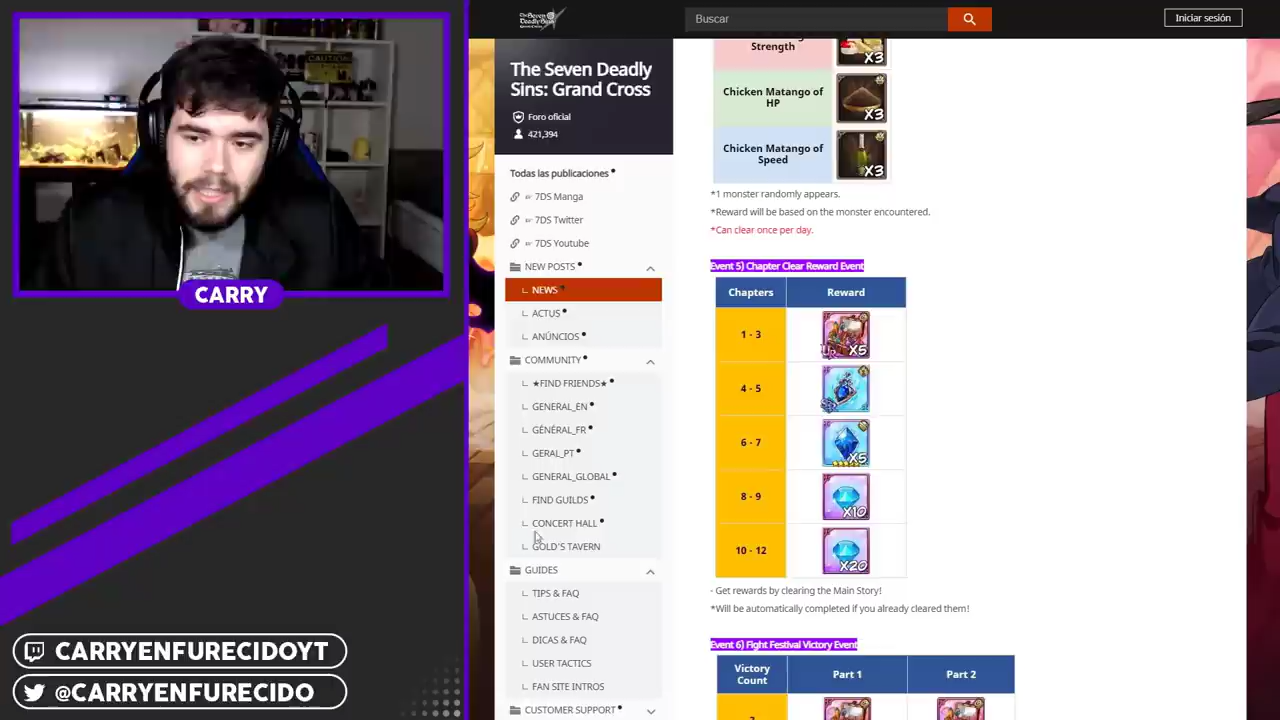 CAUTION
CARRY
CARRYENFURECIDOYT
@CARRYENFURECIDO
The Seven Deadly Sins
Buscar
Iniciar sesión
The Seven Deadly
Sins: Grand Cross
Foro oficial
421,394
Todas las publicaciones
7DS Manga
7DS Twitter
7DS Youtube
NEW POSTS
NEWS
ACTUS
ANÚNCIOS
COMMUNITY
★FIND FRIENDS★
GENERAL_EN
GÉNÉRAL_FR
GERAL_PT
GENERAL_GLOBAL
FIND GUILDS
CONCERT HALL
GOLD'S TAVERN
GUIDES
TIPS & FAQ
ASTUCES & FAQ
DICAS & FAQ
USER TACTICS
FAN SITE INTROS
CUSTOMER SUPPORT
Strength
X3
Chicken Matango of
HP
X3
Chicken Matango of
Speed
X3
*1 monster randomly appears.
*Reward will be based on the monster encountered.
*Can clear once per day.
Event 5) Chapter Clear Reward Event
Chapters Reward
1 - 3 UR X5
4 - 5
6 - 7 X5
8 - 9 X10
10 - 12 X20
- Get rewards by clearing the Main Story!
*Will be automatically completed if you already cleared them!
Event 6) Fight Festival Victory Event
Victory
Count
Part 1
Part 2